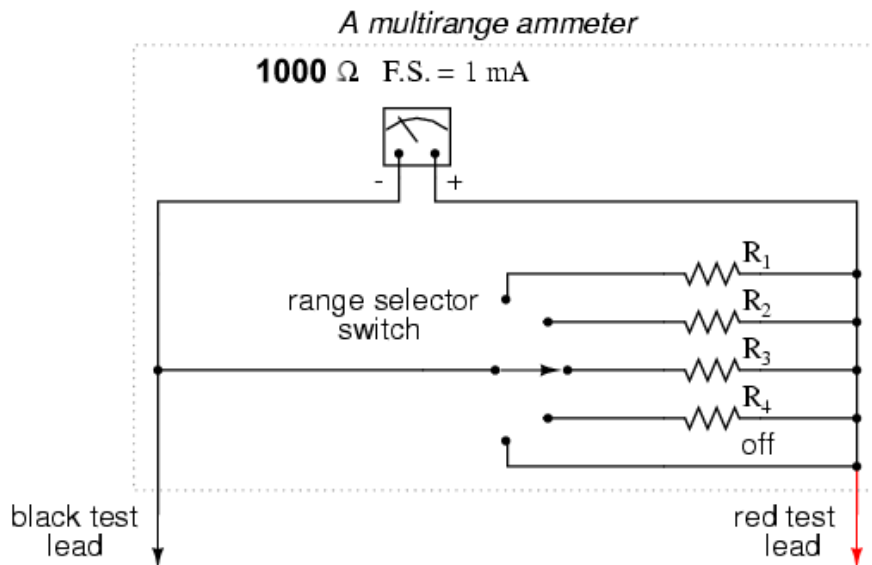 A multirange ammeter
1000 Ω F.S. = 1 mA
- +
R₁
range selector
switch
R₂
R₃
R₄
off
black test
lead
red test
lead